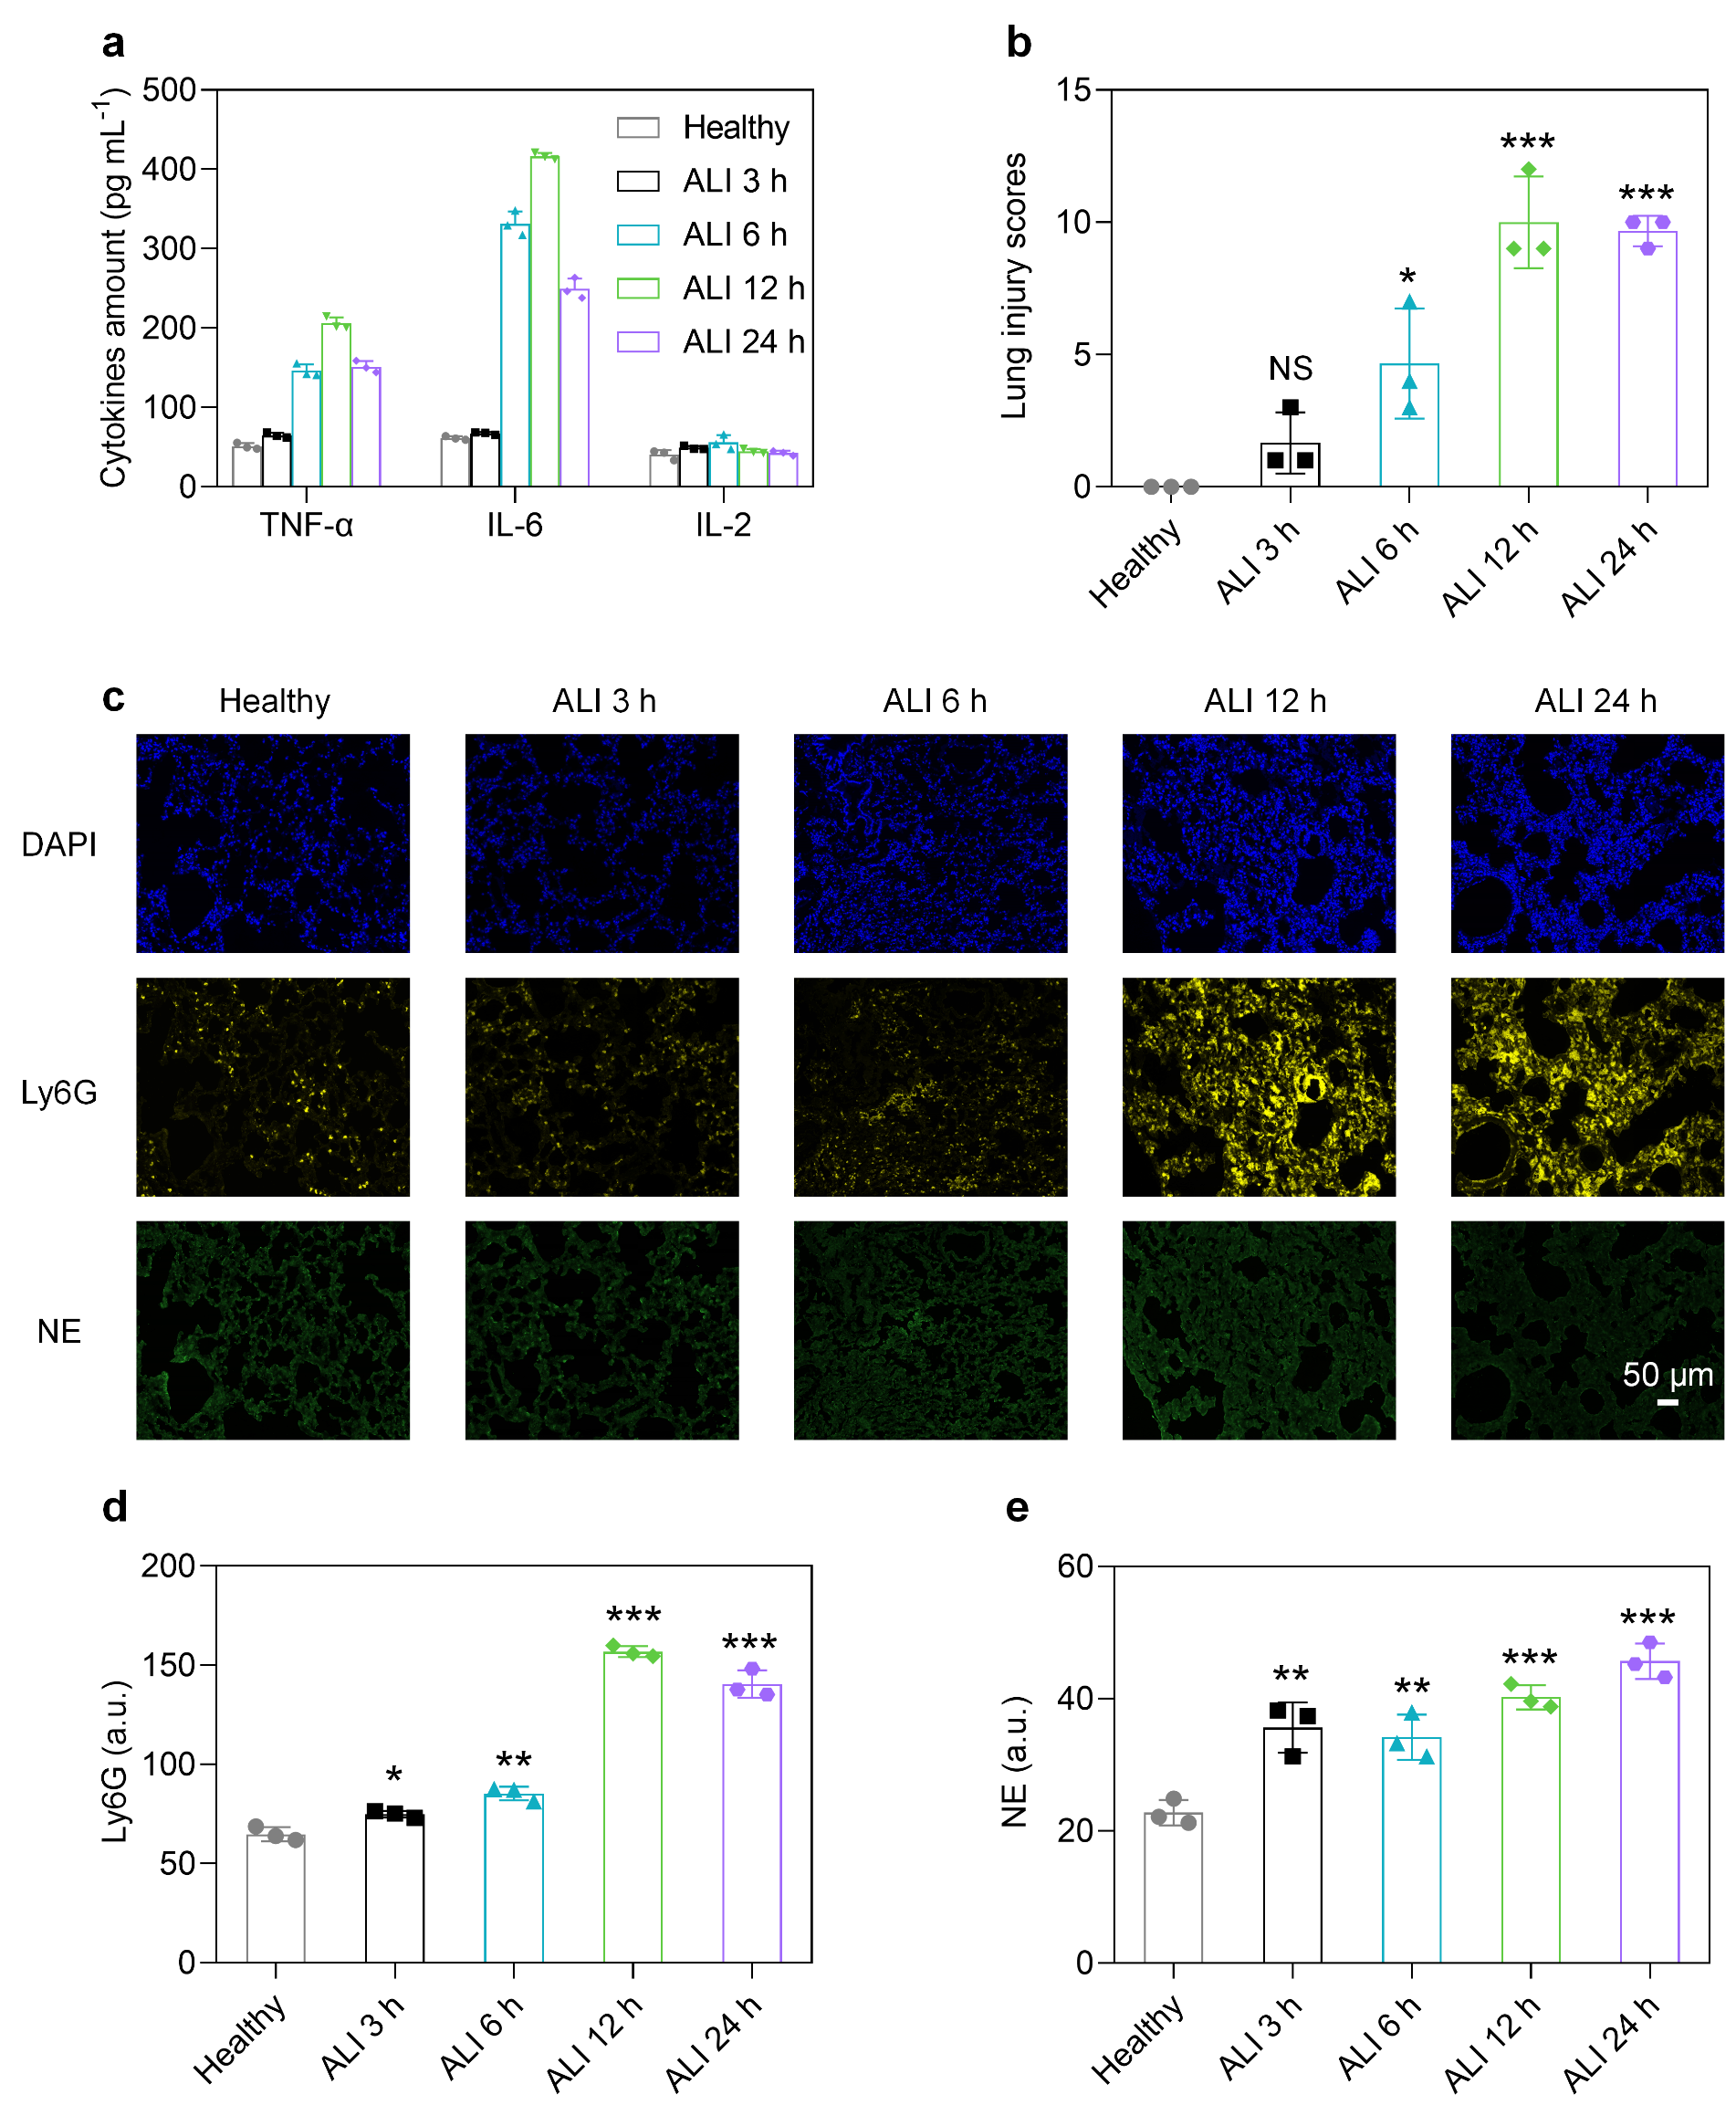 a
Cytokines amount (pg mL-1)
500
400
300
200
100
0
TNF-α IL-6 IL-2
Healthy
ALI 3 h
ALI 6 h
ALI 12 h
ALI 24 h
b
Lung injury scores
15
10
5
0
NS
*
***
***
Healthy ALI 3 h ALI 6 h ALI 12 h ALI 24 h
c
Healthy ALI 3 h ALI 6 h ALI 12 h ALI 24 h
DAPI
Ly6G
NE
50 µm
d
Ly6G (a.u.)
200
150
100
50
0
*
**
***
***
Healthy ALI 3 h ALI 6 h ALI 12 h ALI 24 h
e
NE (a.u.)
60
40
20
0
**
**
***
***
Healthy ALI 3 h ALI 6 h ALI 12 h ALI 24 h